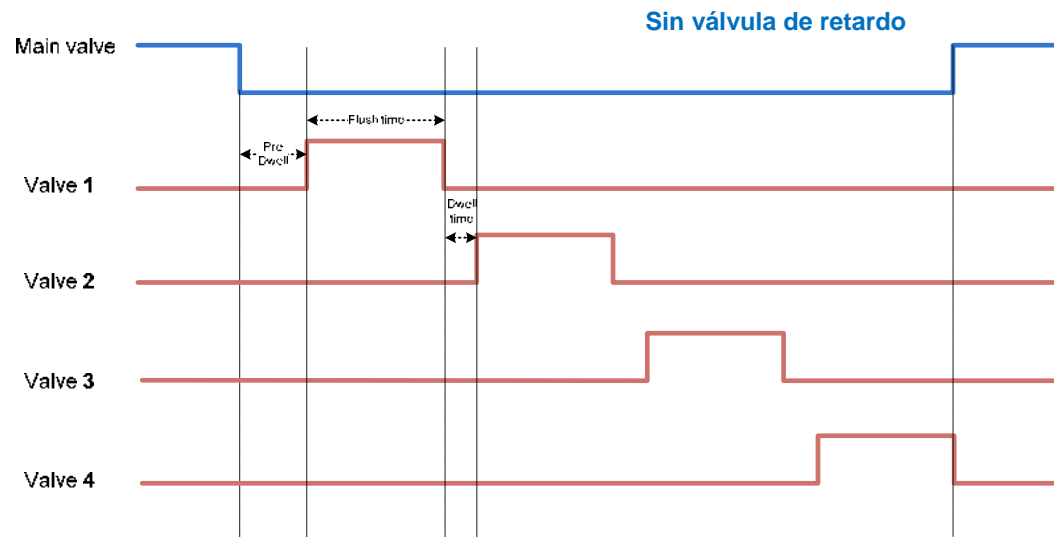 Sin válvula de retardo
Main valve
Flush time
Pre
Dwell
Valve 1
Dwell
time
Valve 2
Valve 3
Valve 4